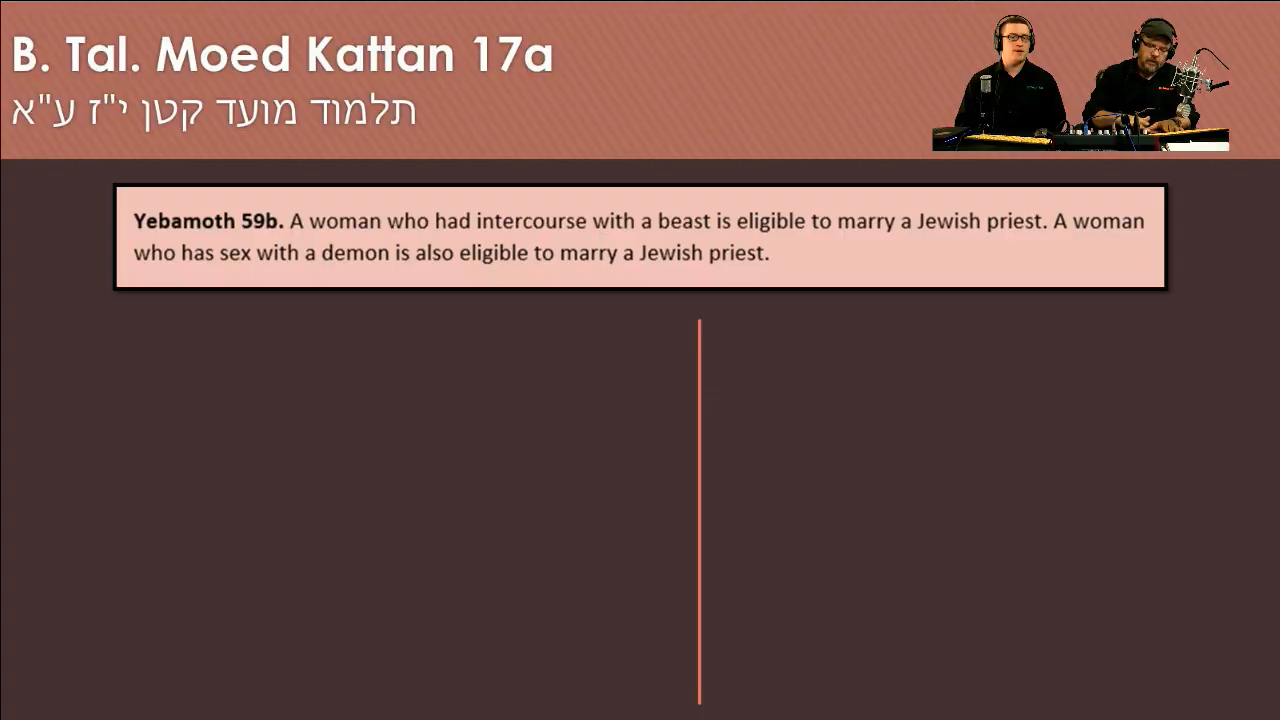 B. Tal. Moed Kattan 17a
תלמוד מועד קטן י"ז ע"א
Yebamoth 59b. A woman who had intercourse with a beast is eligible to marry a Jewish priest. A woman
who has sex with a demon is also eligible to marry a Jewish priest.